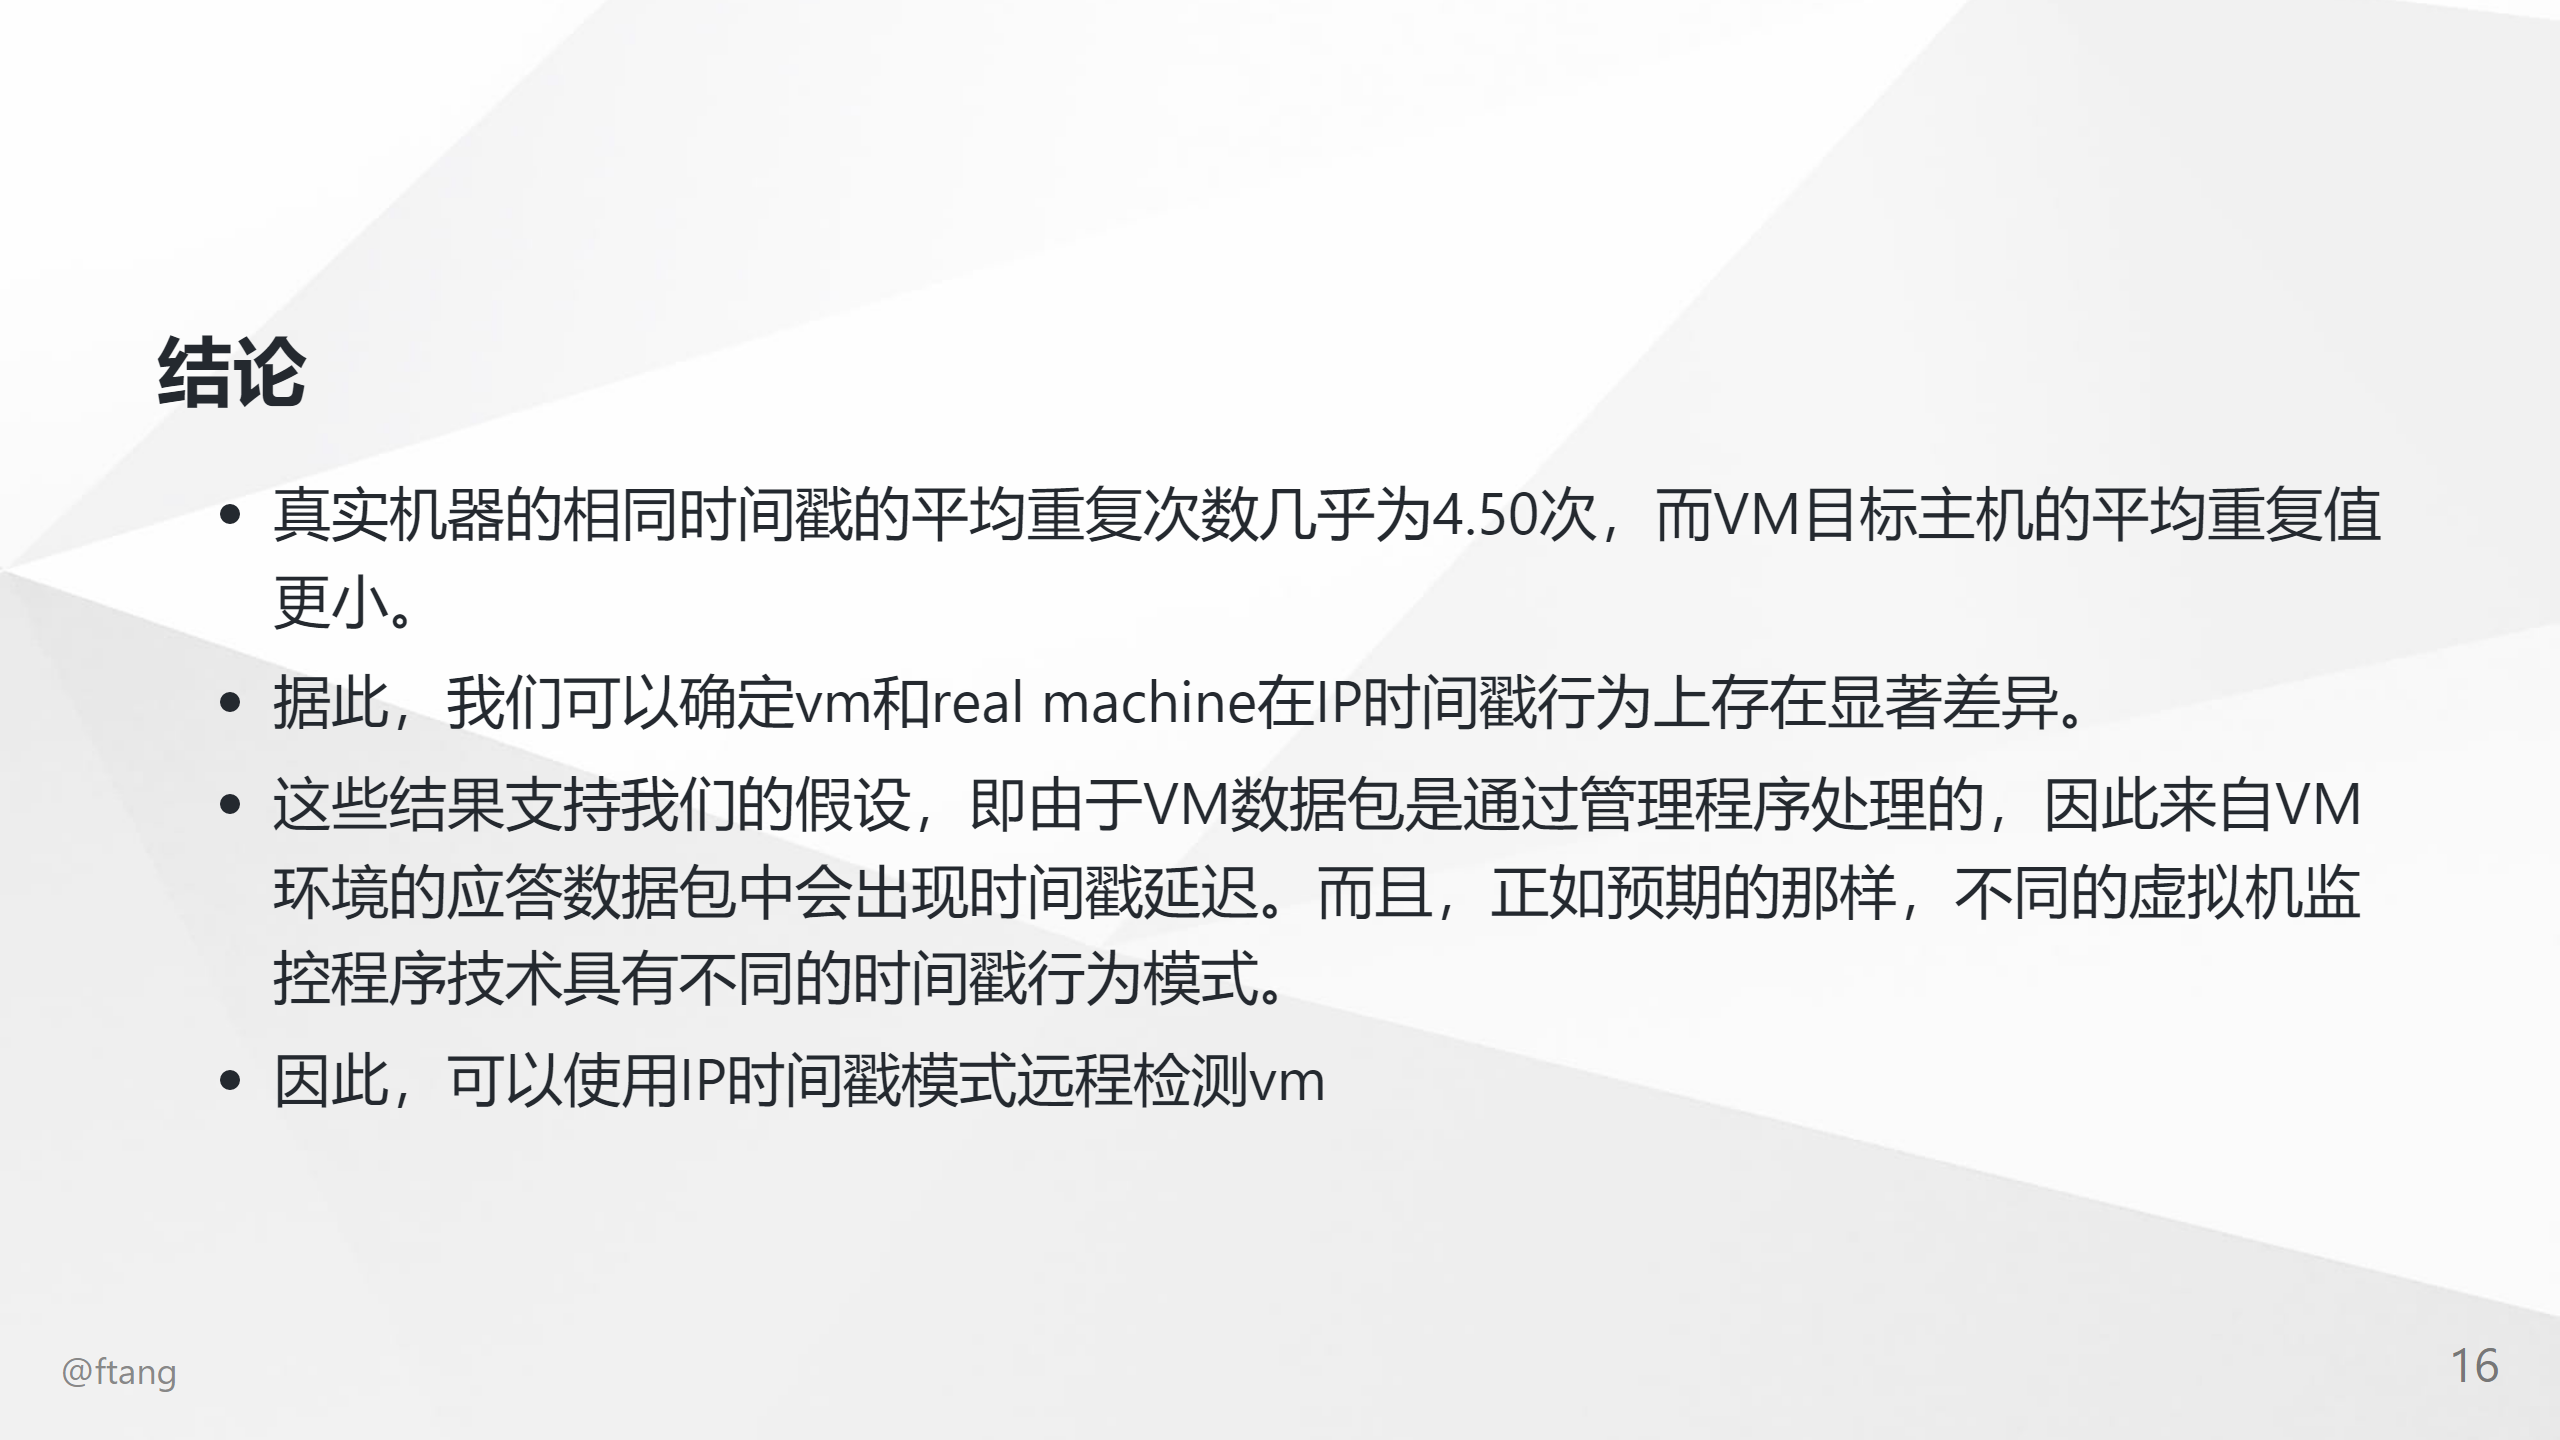 结论
• 真实机器的相同时间戳的平均重复次数几乎为4.50次，而VM目标主机的平均重复值
更小。
• 据此，我们可以确定vm和real machine在IP时间戳行为上存在显著差异。
• 这些结果支持我们的假设，即由于VM数据包是通过管理程序处理的，因此来自VM
环境的应答数据包中会出现时间戳延迟。而且，正如预期的那样，不同的虚拟机监
控程序技术具有不同的时间戳行为模式。
• 因此，可以使用IP时间戳模式远程检测vm
@ftang
16